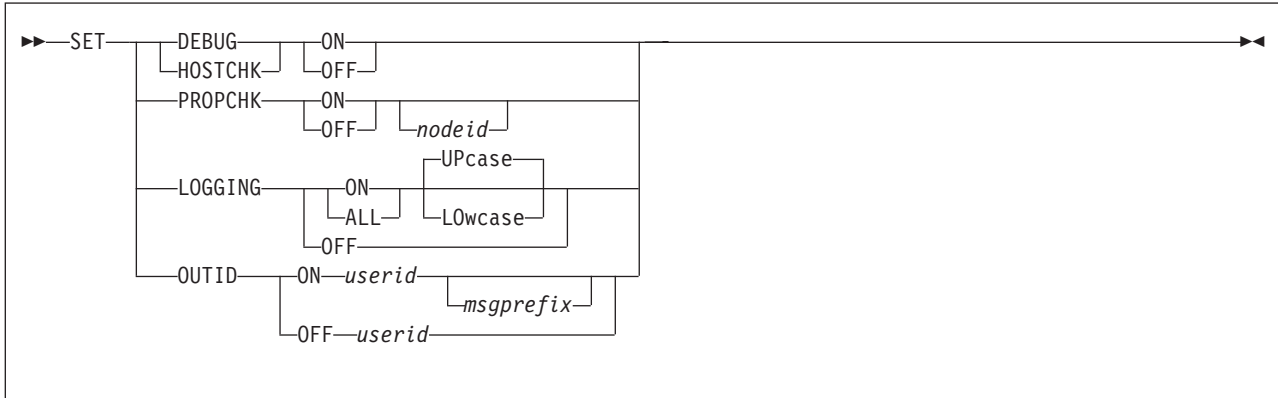 SET DEBUG ON
HOSTCHK OFF
PROPCHK ON
OFF nodeid
UPcase
LOGGING ON
ALL LOwcase
OFF
OUTID ON userid
msgprefix
OFF userid